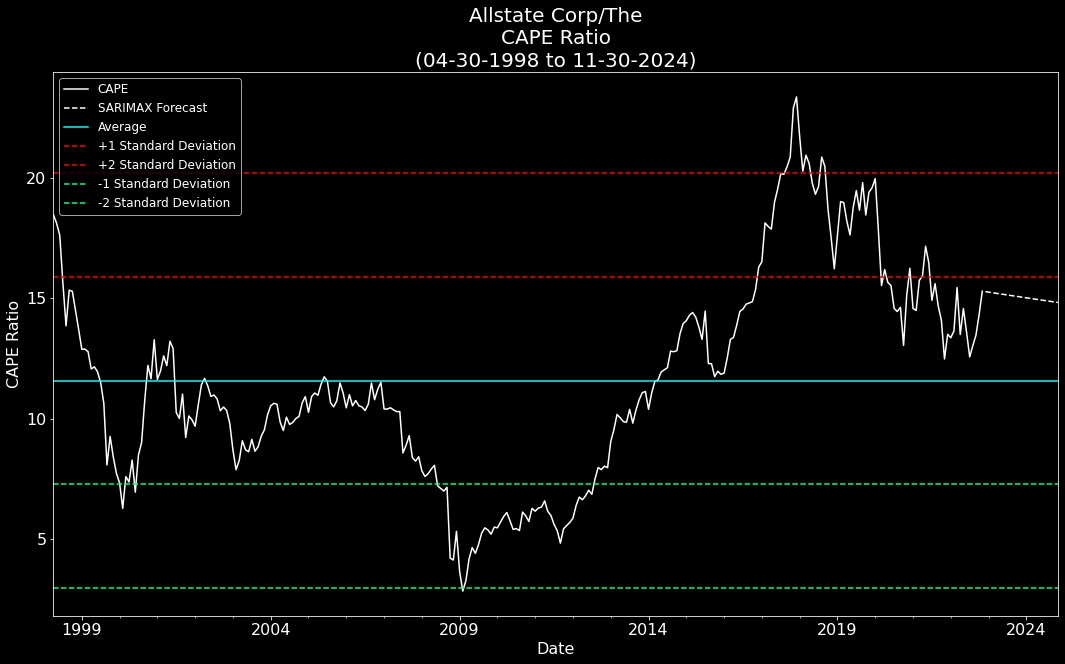 Allstate Corp/The
CAPE Ratio
(04-30-1998 to 11-30-2024)
CAPE
SARIMAX Forecast
Average
+1 Standard Deviation
+2 Standard Deviation
-1 Standard Deviation
-2 Standard Deviation
CAPE Ratio
20
15
10
5
1999 2004 2009 2014 2019 2024
Date